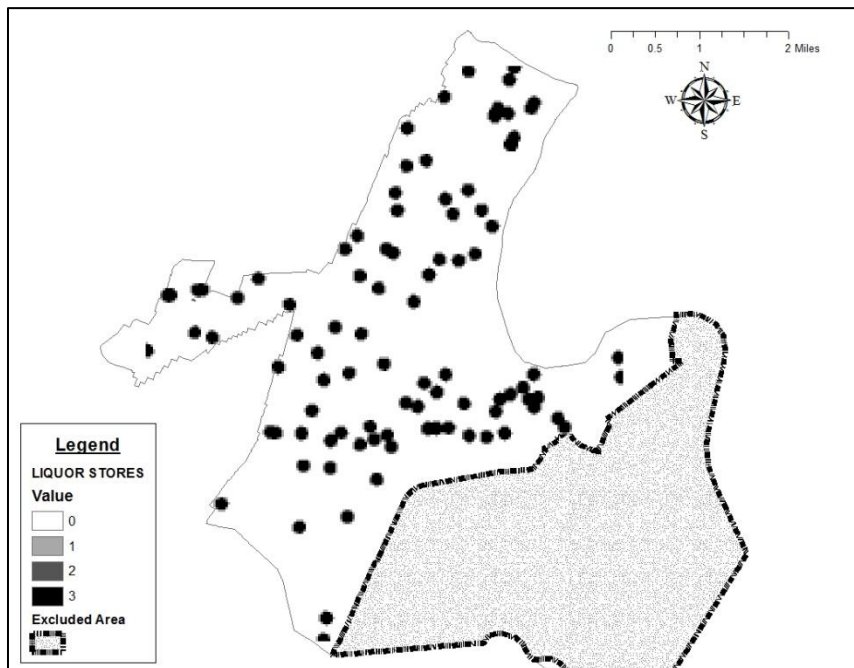 0 0.5 1 2 Miles
N
W E
S
Legend
LIQUOR STORES
Value
0
1
2
3
Excluded Area